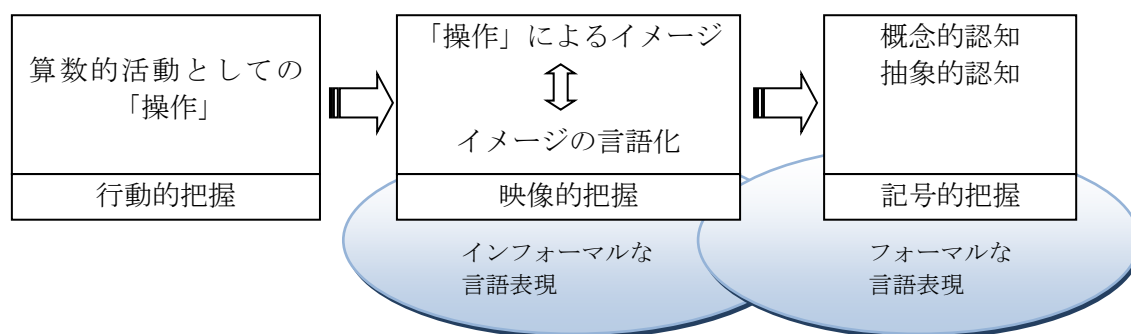 算数的活動としての
「操作」
行動的把握
「操作」によるイメージ
イメージの言語化
映像的把握
インフォーマルな
言語表現
概念的認知
抽象的認知
記号的把握
フォーマルな
言語表現